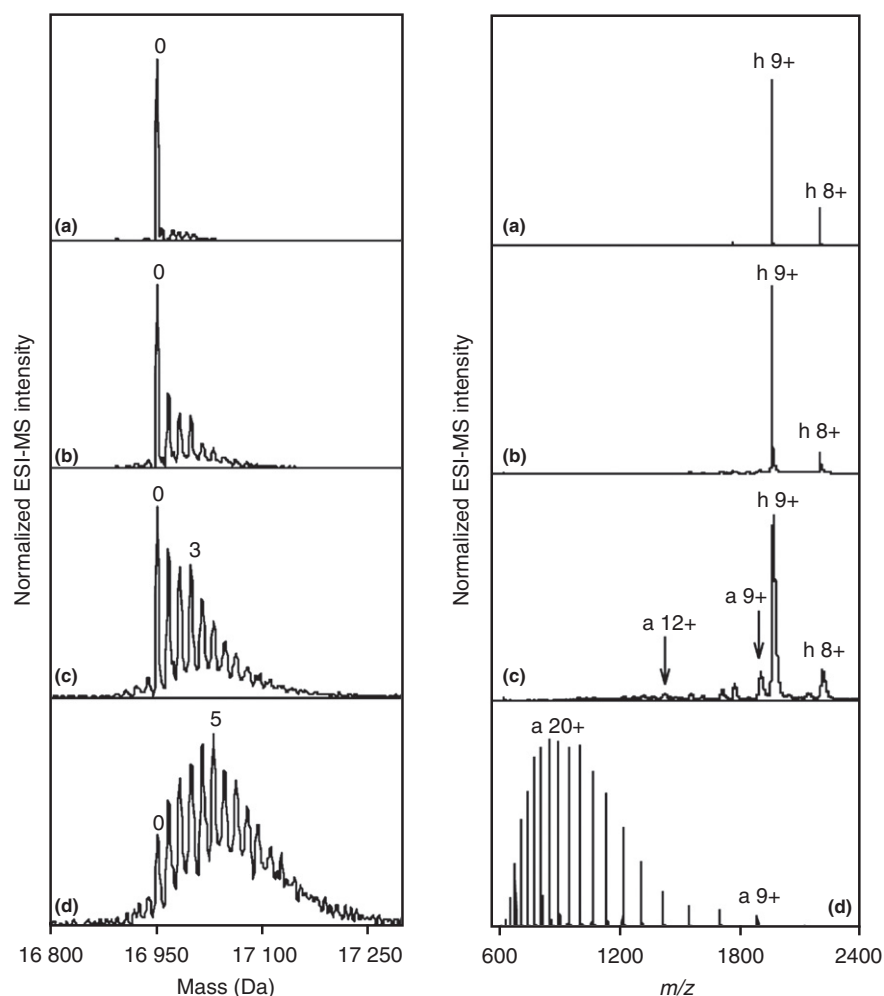 Normalized ESI-MS intensity
0
(a)
0
(b)
0
3
(c)
5
0
(d)
16 800 16 950 17 100 17 250
Mass (Da)
Normalized ESI-MS intensity
h 9+
h 8+
(a)
h 9+
h 8+
(b)
h 9+
a 9+
a 12+
h 8+
(c)
a 20+
a 9+
(d)
600 1200 1800 2400
m/z